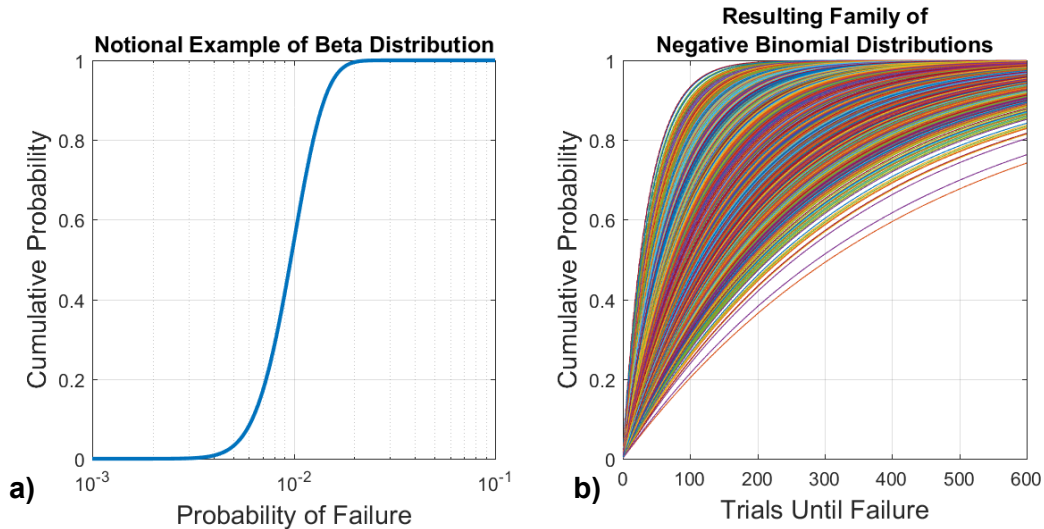 Notional Example of Beta Distribution
1
0.8
0.6
0.4
0.2
0
Cumulative Probability
10^-3
10^-2
10^-1
Probability of Failure
a)
Resulting Family of
Negative Binomial Distributions
1
0.8
0.6
0.4
0.2
0
Cumulative Probability
0 100 200 300 400 500 600
Trials Until Failure
b)